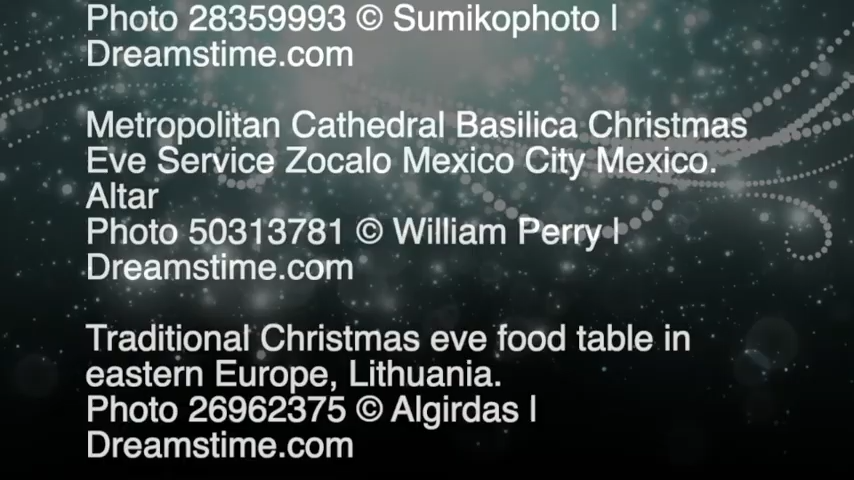 Photo 28359993 © Sumikophoto |
Dreamstime.com
Metropolitan Cathedral Basilica Christmas
Eve Service Zocalo Mexico City Mexico.
Altar
Photo 50313781 © William Perry |
Dreamstime.com
Traditional Christmas eve food table in
eastern Europe, Lithuania.
Photo 26962375 © Algirdas |
Dreamstime.com